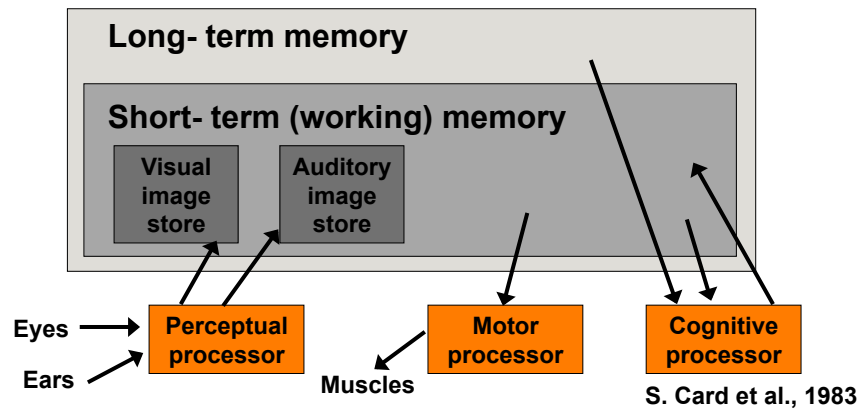 Long- term memory
Short- term (working) memory
Visual
image
store
Auditory
image
store
Eyes
Ears
Perceptual
processor
Muscles
Motor
processor
Cognitive
processor
S. Card et al., 1983